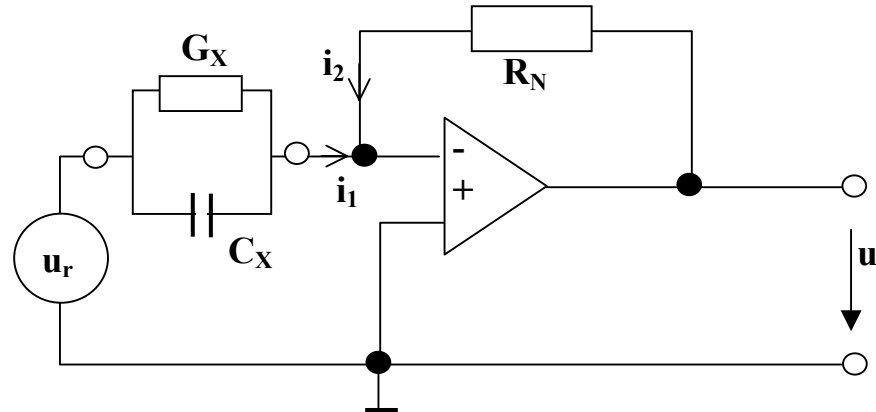 G_X
i_2
R_N
-
+
i_1
C_X
u_r
u